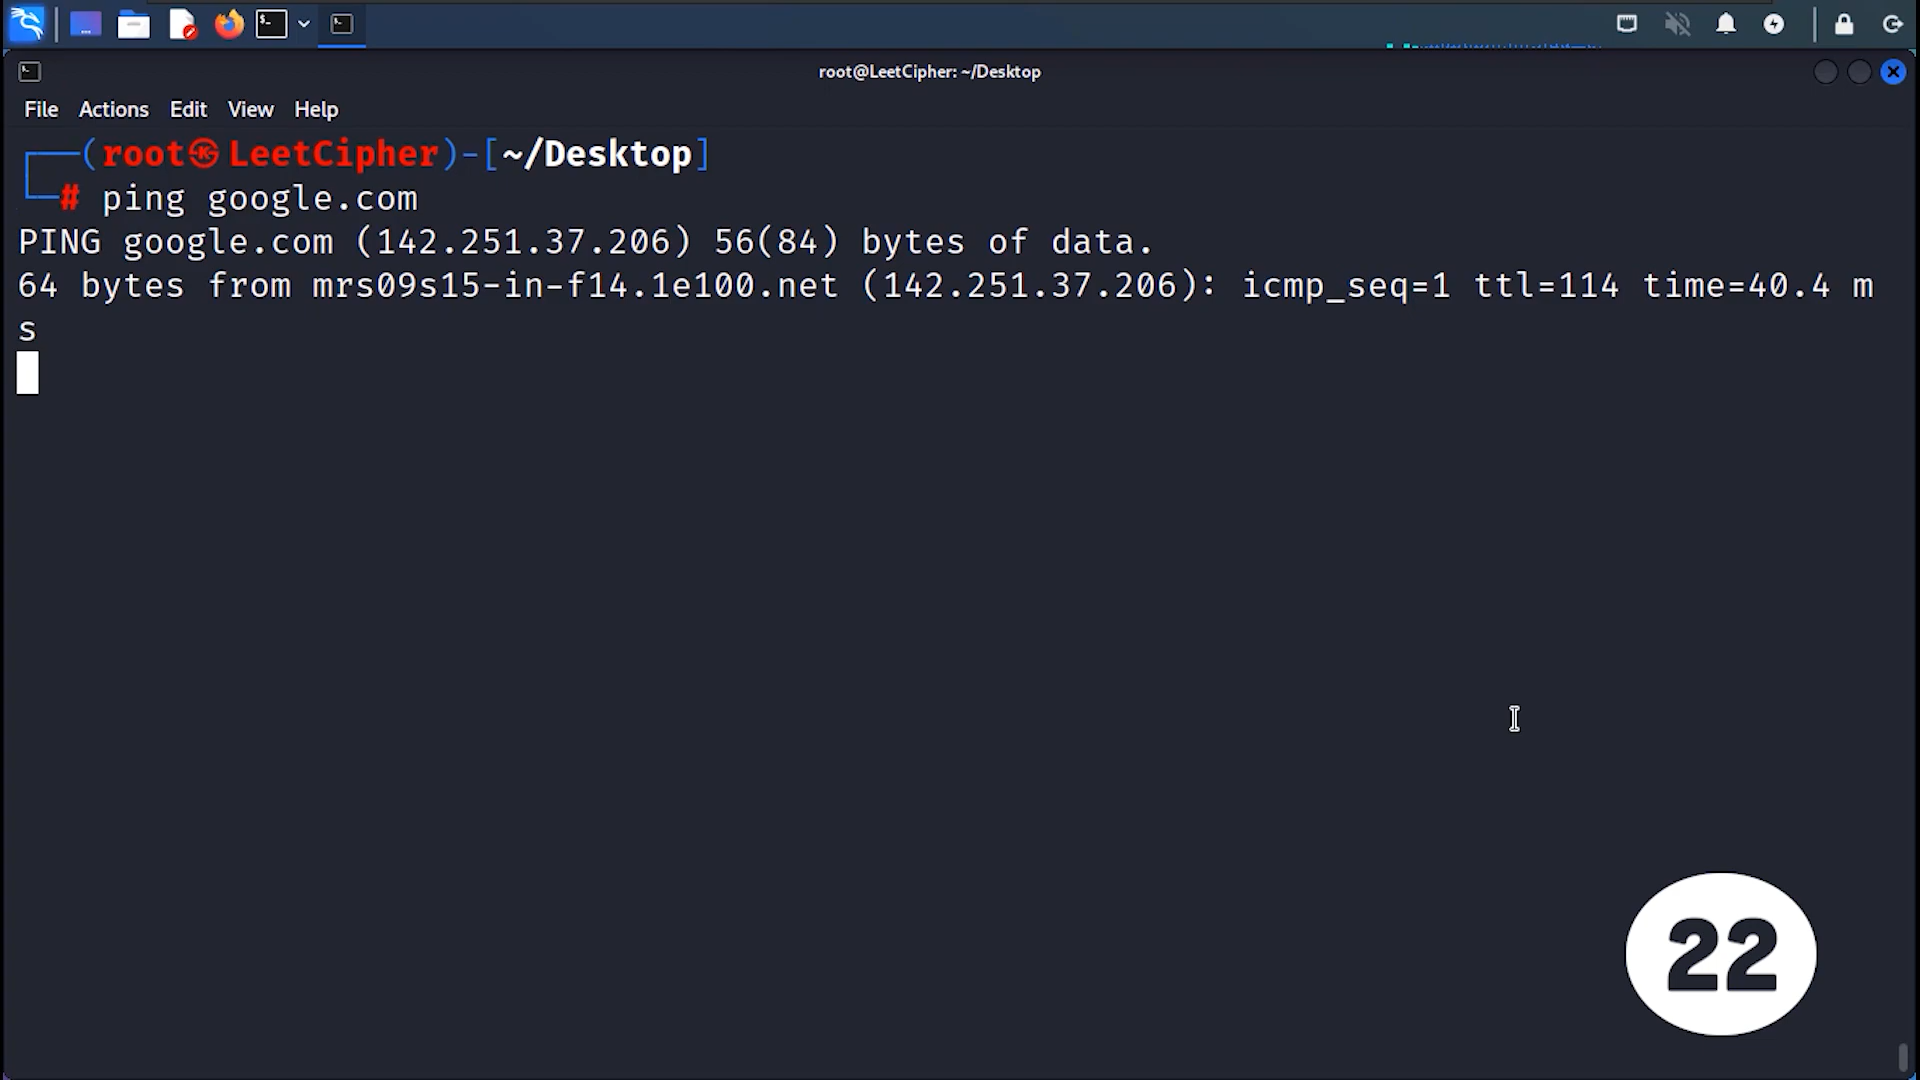 root@LeetCipher: ~/Desktop
File Actions Edit View Help
┌──(root㉿LeetCipher)-[~/Desktop]
└─# ping google.com
PING google.com (142.251.37.206) 56(84) bytes of data.
64 bytes from mrs09s15-in-f14.1e100.net (142.251.37.206): icmp_seq=1 ttl=114 time=40.4 m
s
22